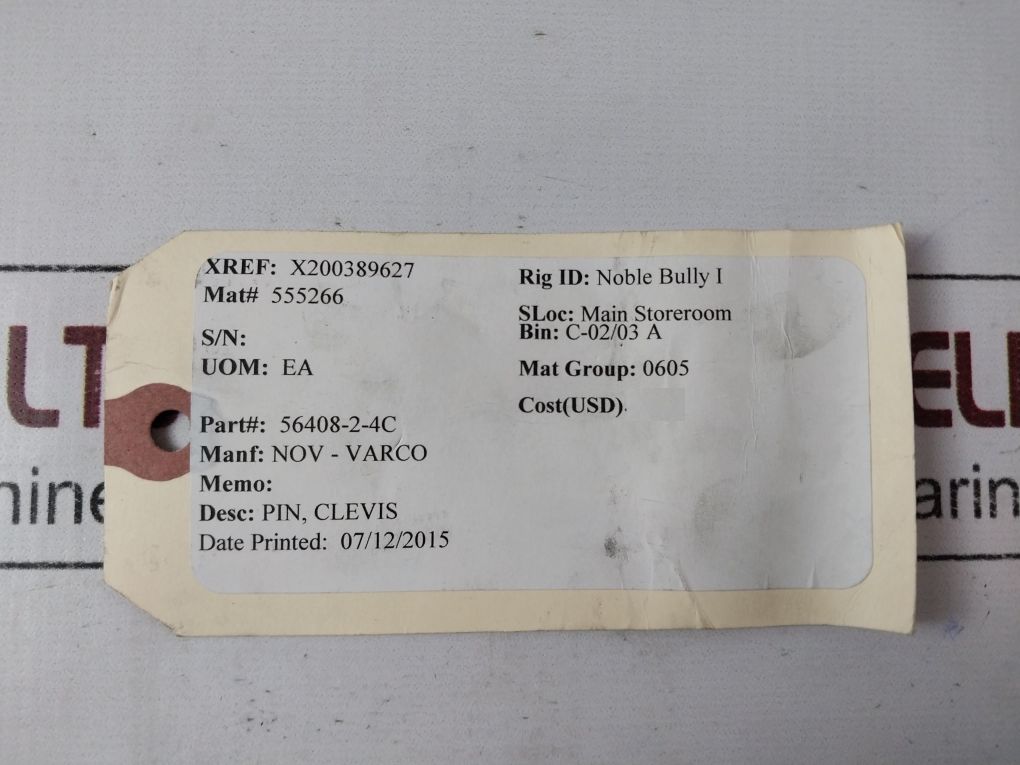 XREF: X200389627
Mat# 555266
S/N:
UOM: EA
Part#: 56408-2-4C
Manf: NOV - VARCO
Memo:
Desc: PIN, CLEVIS
Date Printed: 07/12/2015
Rig ID: Noble Bully I
SLoc: Main Storeroom
Bin: C-02/03 A
Mat Group: 0605
Cost(USD)